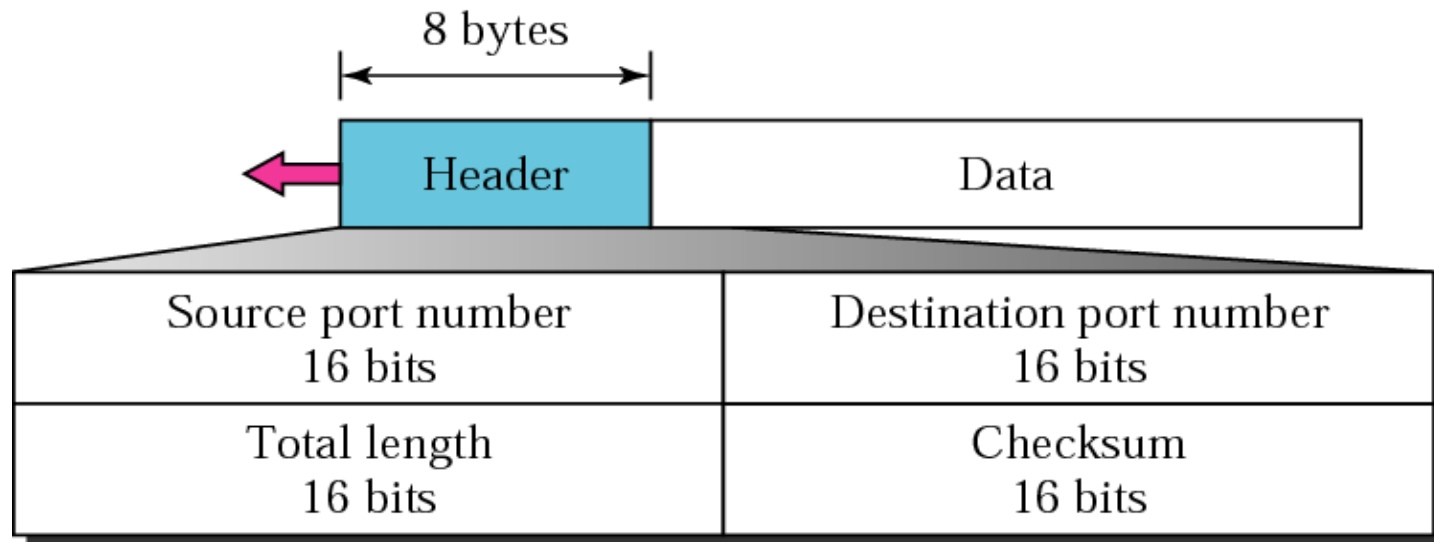 8 bytes
Header
Data
Source port number
16 bits
Destination port number
16 bits
Total length
16 bits
Checksum
16 bits